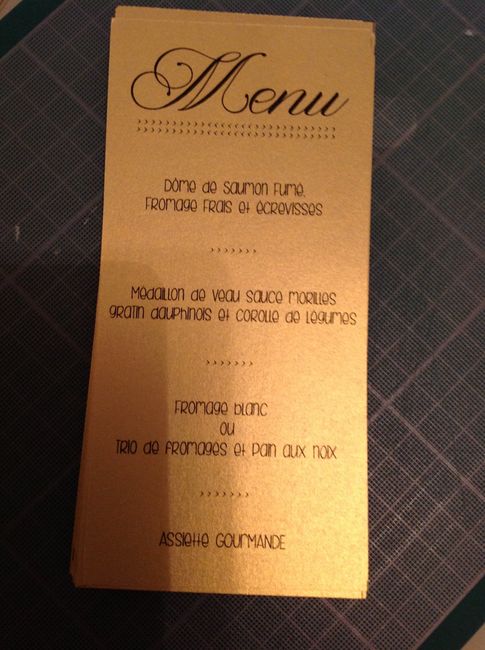 Menu
››››››››››‹‹‹‹‹‹‹››››››››››
››››››››››‹‹‹‹‹‹‹››››››››››
Dôme de Saumon Fumé,
Fromage Frais et écrevisses
›››››››
Médaillon de veau sauce morilles
gratin dauphinois et corolle de légumes
›››››››
Fromage blanc
ou
Trio de fromages et Pain aux noix
›››››››
Assiette GOURMANDE